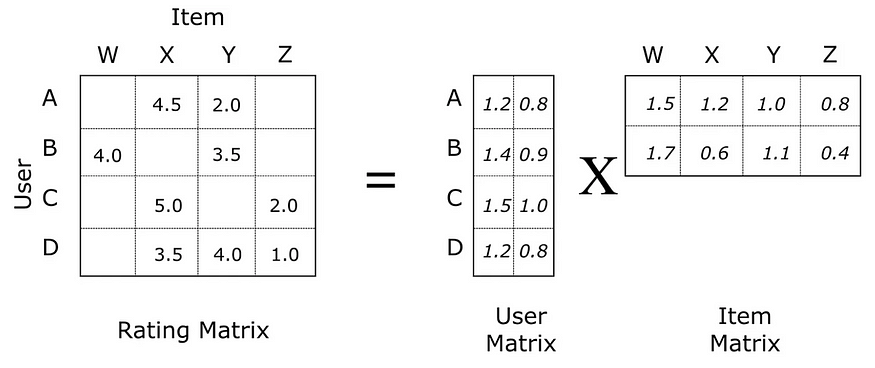 Item
W X Y Z W X Y Z
A 4.5 2.0 A 1.2 0.8 1.5 1.2 1.0 0.8
B 4.0 3.5 B 1.4 0.9 1.7 0.6 1.1 0.4
User = X
C 5.0 2.0 C 1.5 1.0
D 3.5 4.0 1.0 D 1.2 0.8
Rating Matrix
User
Matrix
Item
Matrix